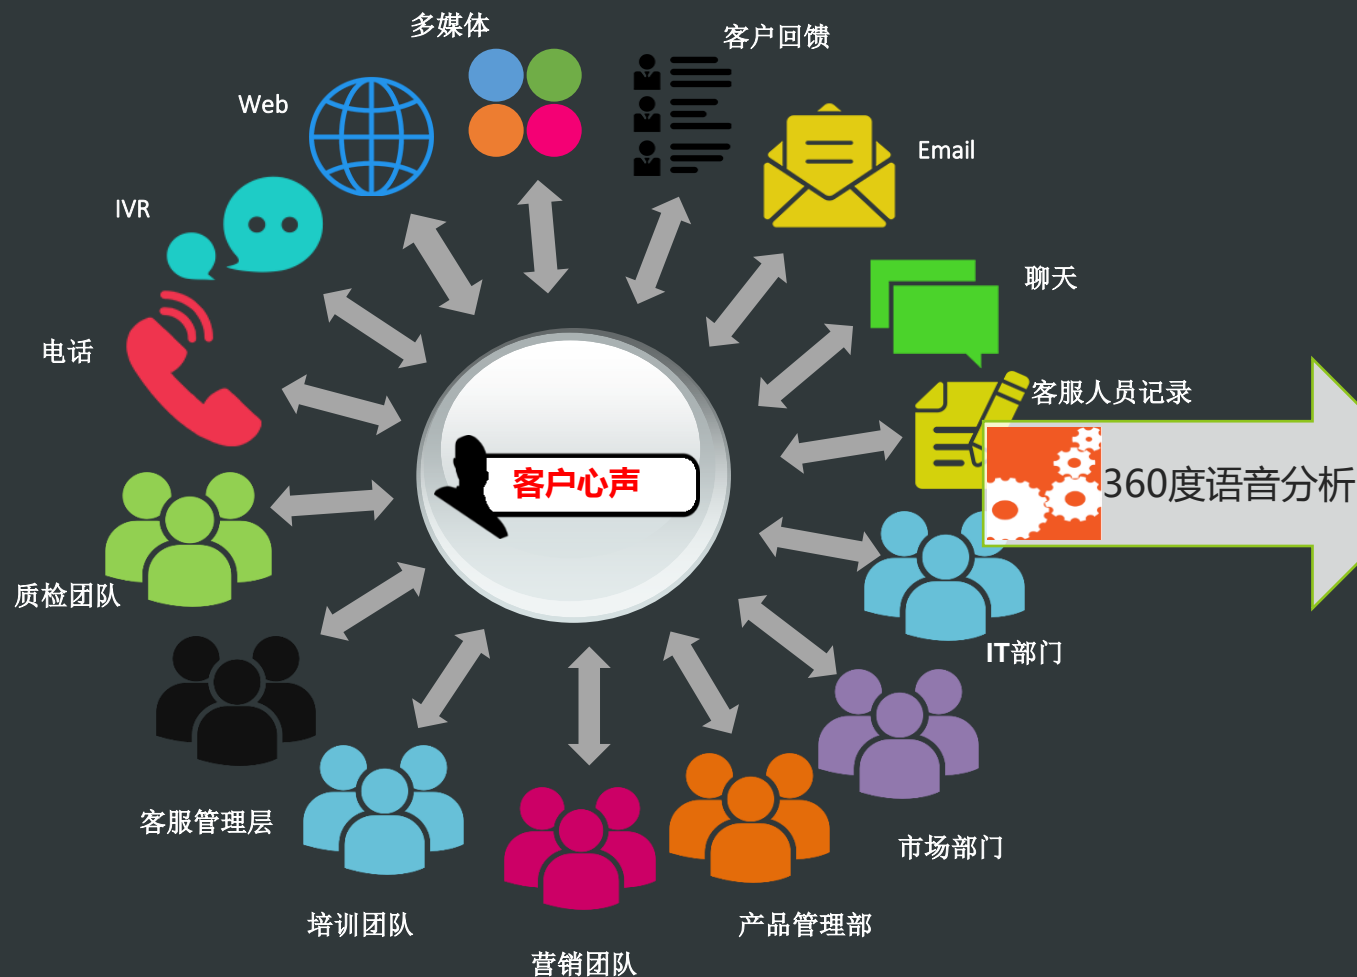 多媒体
客户回馈
Web
Email
IVR
聊天
电话
客服人员记录
客户心声
360度语音分析
质检团队
IT部门
客服管理层
市场部门
培训团队
产品管理部
营销团队